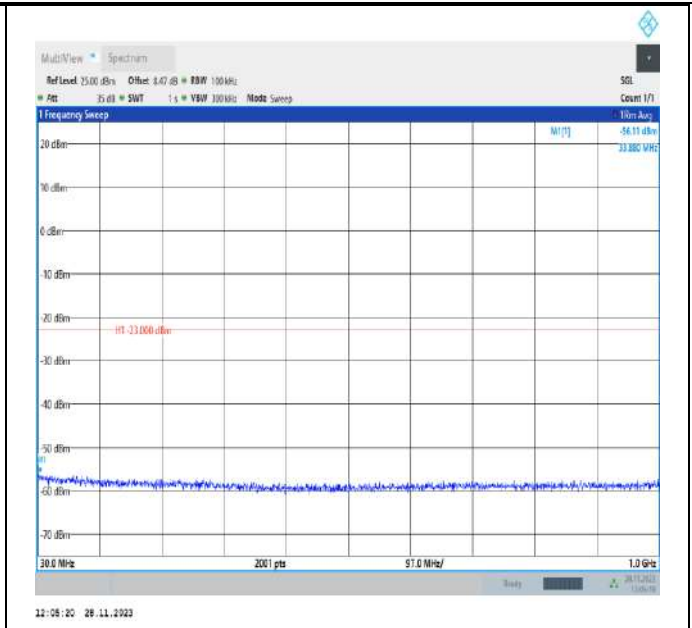 MultiView Spectrum
Ref Level 25.00 dBm Offset 8.47 dB RBW 100 kHz SGL
Att 35 dB SWT 1 s VBW 300 kHz Mode Sweep Count 1/1
1 Frequency Sweep 1Rm Avg
M1[1] -56.11 dBm
33.880 MHz
20 dBm
10 dBm
0 dBm
-10 dBm
-20 dBm
H1 -23.000 dBm
-30 dBm
-40 dBm
-50 dBm
M1
-60 dBm
-70 dBm
30.0 MHz 2001 pts 97.0 MHz/ 1.0 GHz
Ready 28.11.2023
12:05:20 28.11.2023